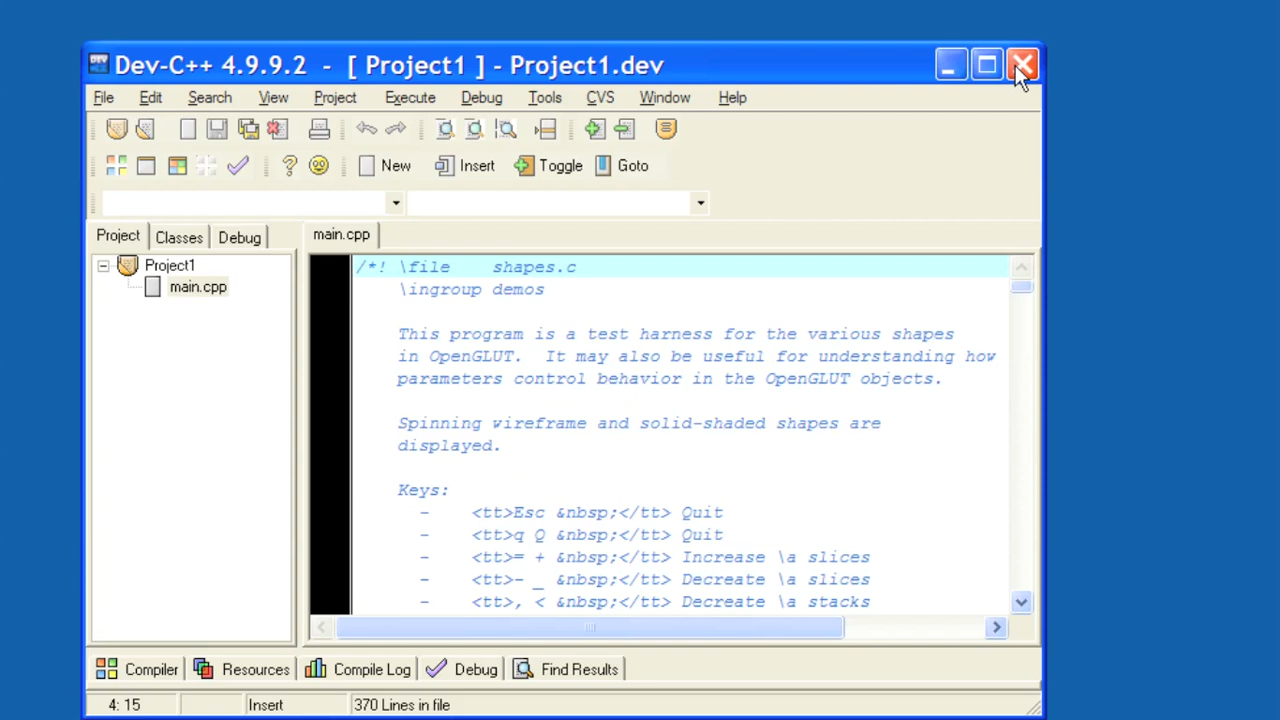 Dev-C++ 4.9.9.2 - [ Project1 ] - Project1.dev
File Edit Search View Project Execute Debug Tools CVS Window Help
New Insert Toggle Goto
Project Classes Debug
main.cpp
Project1
main.cpp
/*! \file shapes.c
\ingroup demos
This program is a test harness for the various shapes
in OpenGLUT. It may also be useful for understanding how
parameters control behavior in the OpenGLUT objects.
Spinning wireframe and solid-shaded shapes are
displayed.
Keys:
- <tt>Esc &nbsp;</tt> Quit
- <tt>q Q &nbsp;</tt> Quit
- <tt>= + &nbsp;</tt> Increase \a slices
- <tt>- _ &nbsp;</tt> Decreate \a slices
- <tt>, < &nbsp;</tt> Decreate \a stacks
Compiler Resources Compile Log Debug Find Results
4: 15 Insert 370 Lines in file